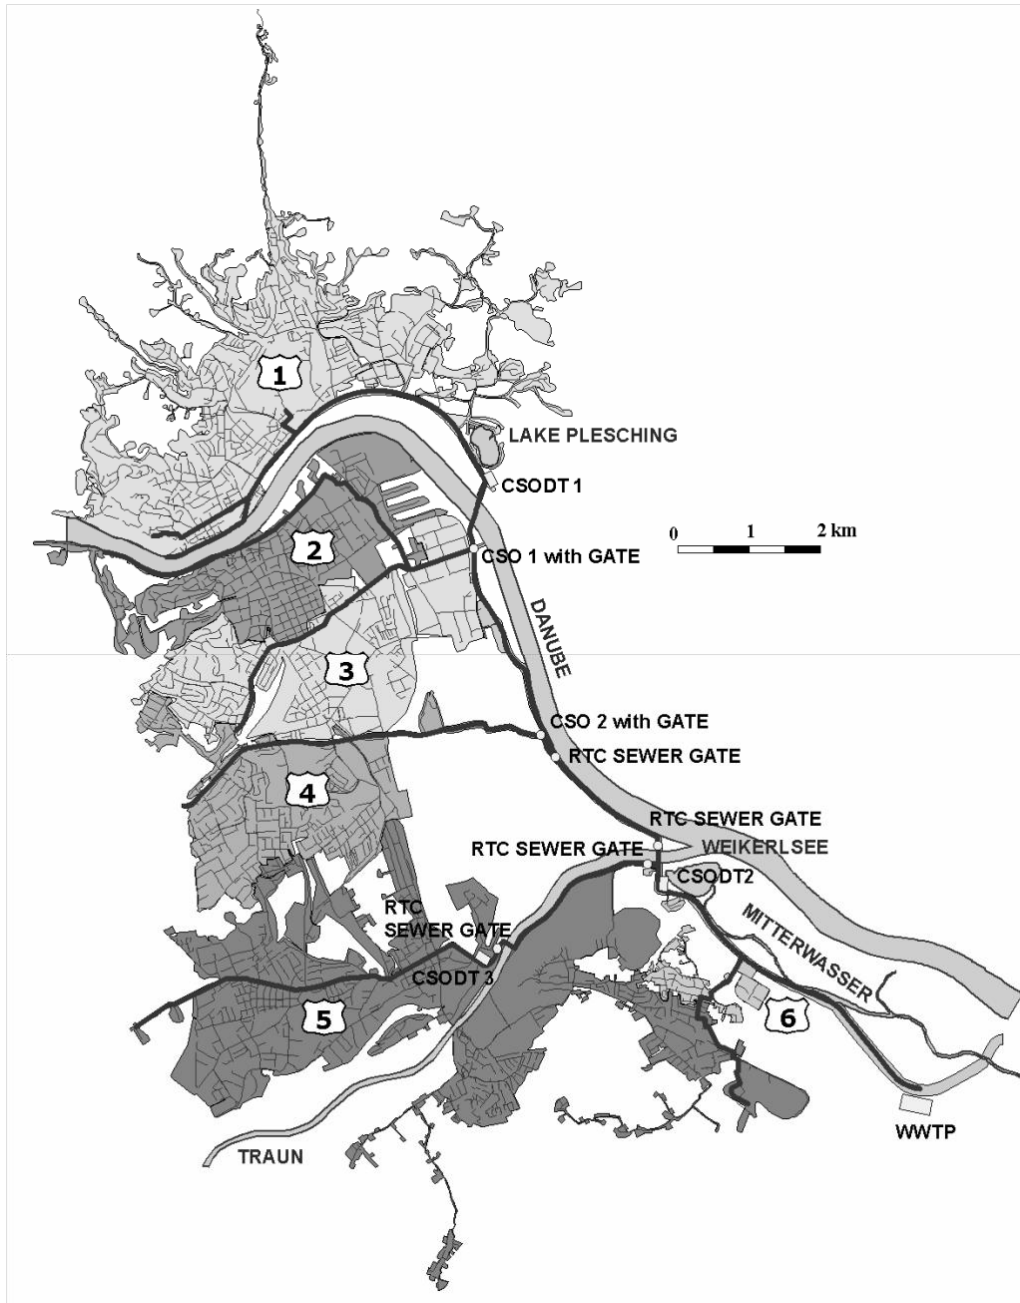 1
LAKE PLESCHING
CSODT 1
0 1 2 km
2
CSO 1 with GATE
DANUBE
3
CSO 2 with GATE
RTC SEWER GATE
4
RTC SEWER GATE
RTC SEWER GATE
WEIKERLSEE
CSODT2
RTC
SEWER GATE
MITTERWASSER
CSODT 3
5
6
WWTP
TRAUN